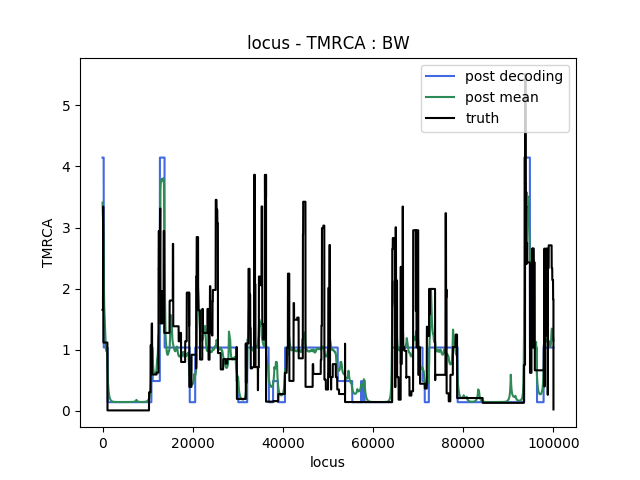 locus - TMRCA : BW
post decoding
post mean
truth
TMRCA
5
4
3
2
1
0
0 20000 40000 60000 80000 100000
locus